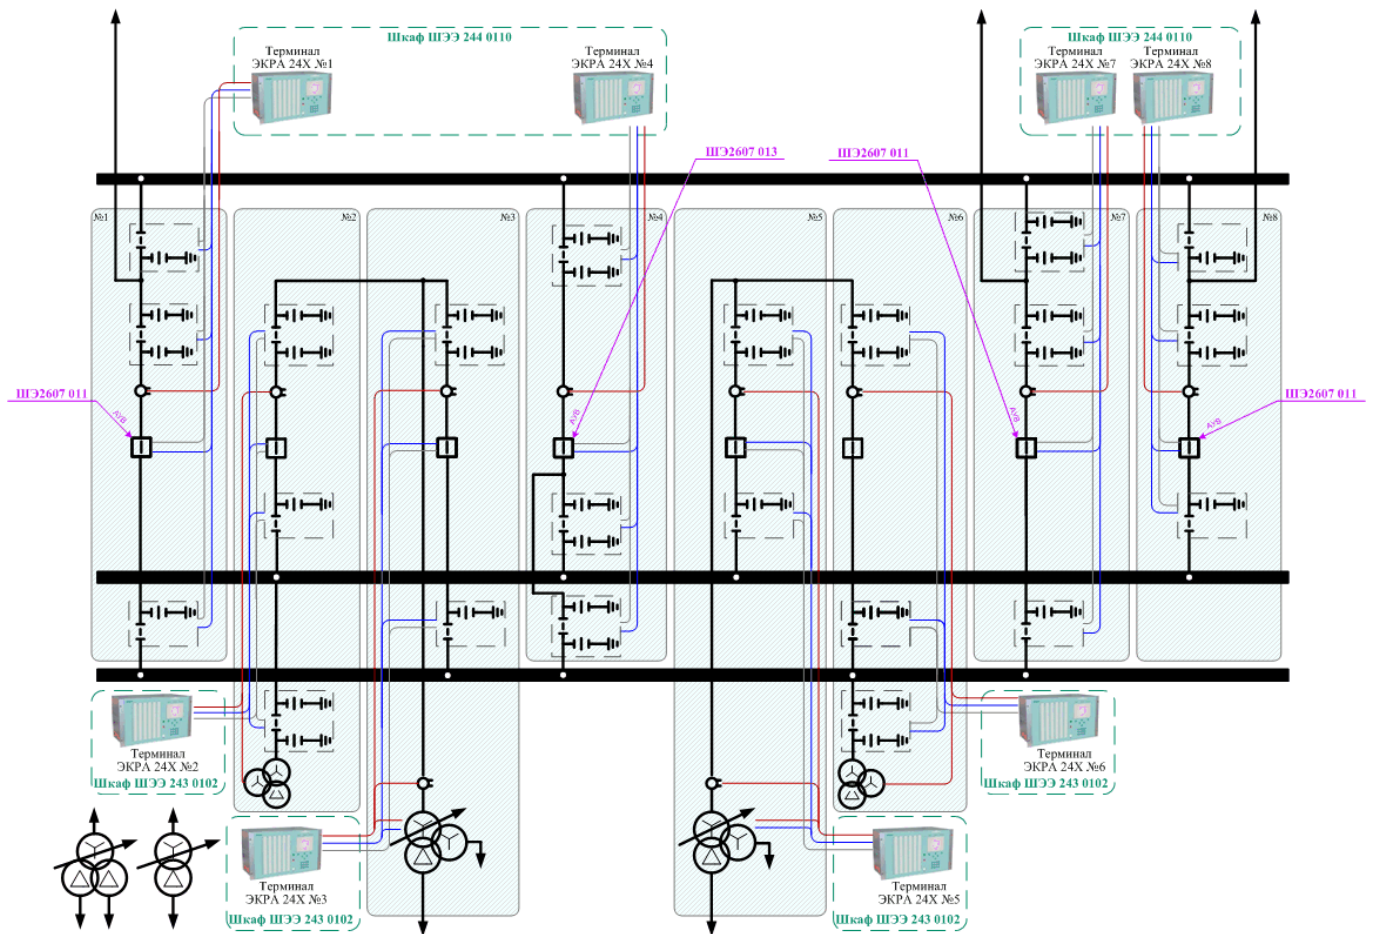 Шкаф ШЭЭ 244 0110
Терминал
ЭКРА 24Х №1
Терминал
ЭКРА 24Х №4
Шкаф ШЭЭ 244 0110
Терминал
ЭКРА 24Х №7
Терминал
ЭКРА 24Х №8
ШЭ2607 013
ШЭ2607 011
№1
№2
№3
№4
№5
№6
№7
№8
ШЭ2607 011
АУВ
АУВ
АУВ
АУВ
ШЭ2607 011
Терминал
ЭКРА 24Х №2
Шкаф ШЭЭ 243 0102
Терминал
ЭКРА 24Х №6
Шкаф ШЭЭ 243 0102
Терминал
ЭКРА 24Х №3
Шкаф ШЭЭ 243 0102
Терминал
ЭКРА 24Х №5
Шкаф ШЭЭ 243 0102